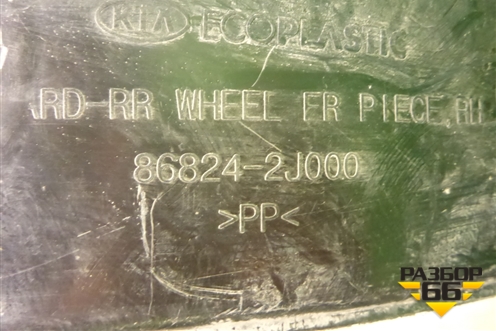 KIA ECOPLASTIC
RD-RR WHEEL FR PIECE, RH
86824-2J000
>PP<
РАЗБОР
66